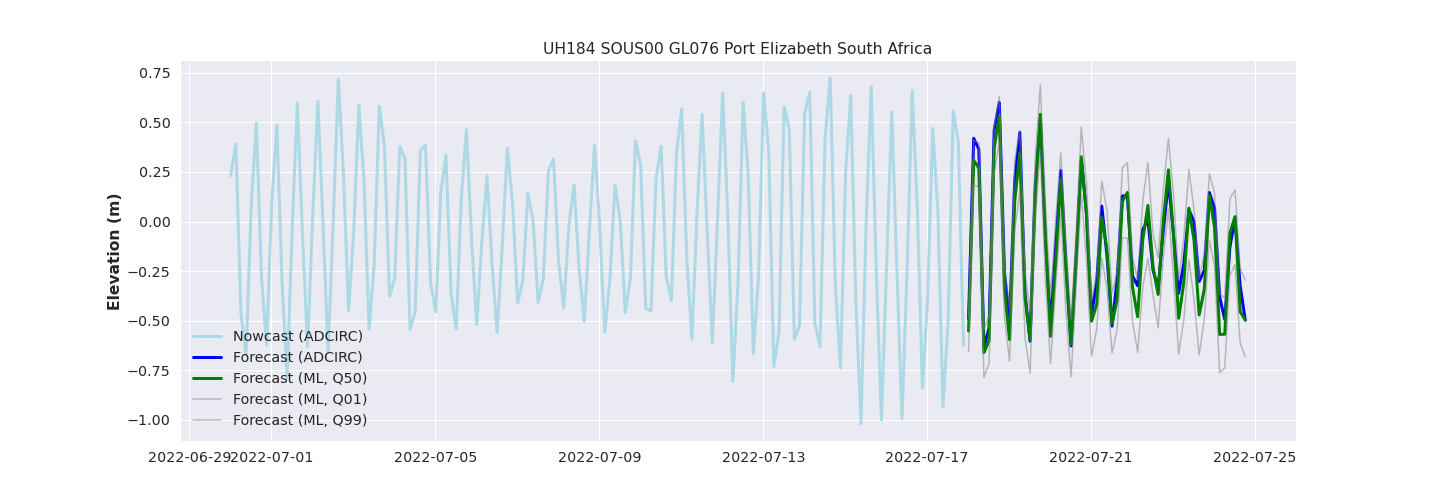 UH184 SOUS00 GL076 Port Elizabeth South Africa
Elevation (m)
0.75
0.50
0.25
0.00
−0.25
−0.50
−0.75
−1.00
Nowcast (ADCIRC)
Forecast (ADCIRC)
Forecast (ML, Q50)
Forecast (ML, Q01)
Forecast (ML, Q99)
2022-06-29 2022-07-01 2022-07-05 2022-07-09 2022-07-13 2022-07-17 2022-07-21 2022-07-25